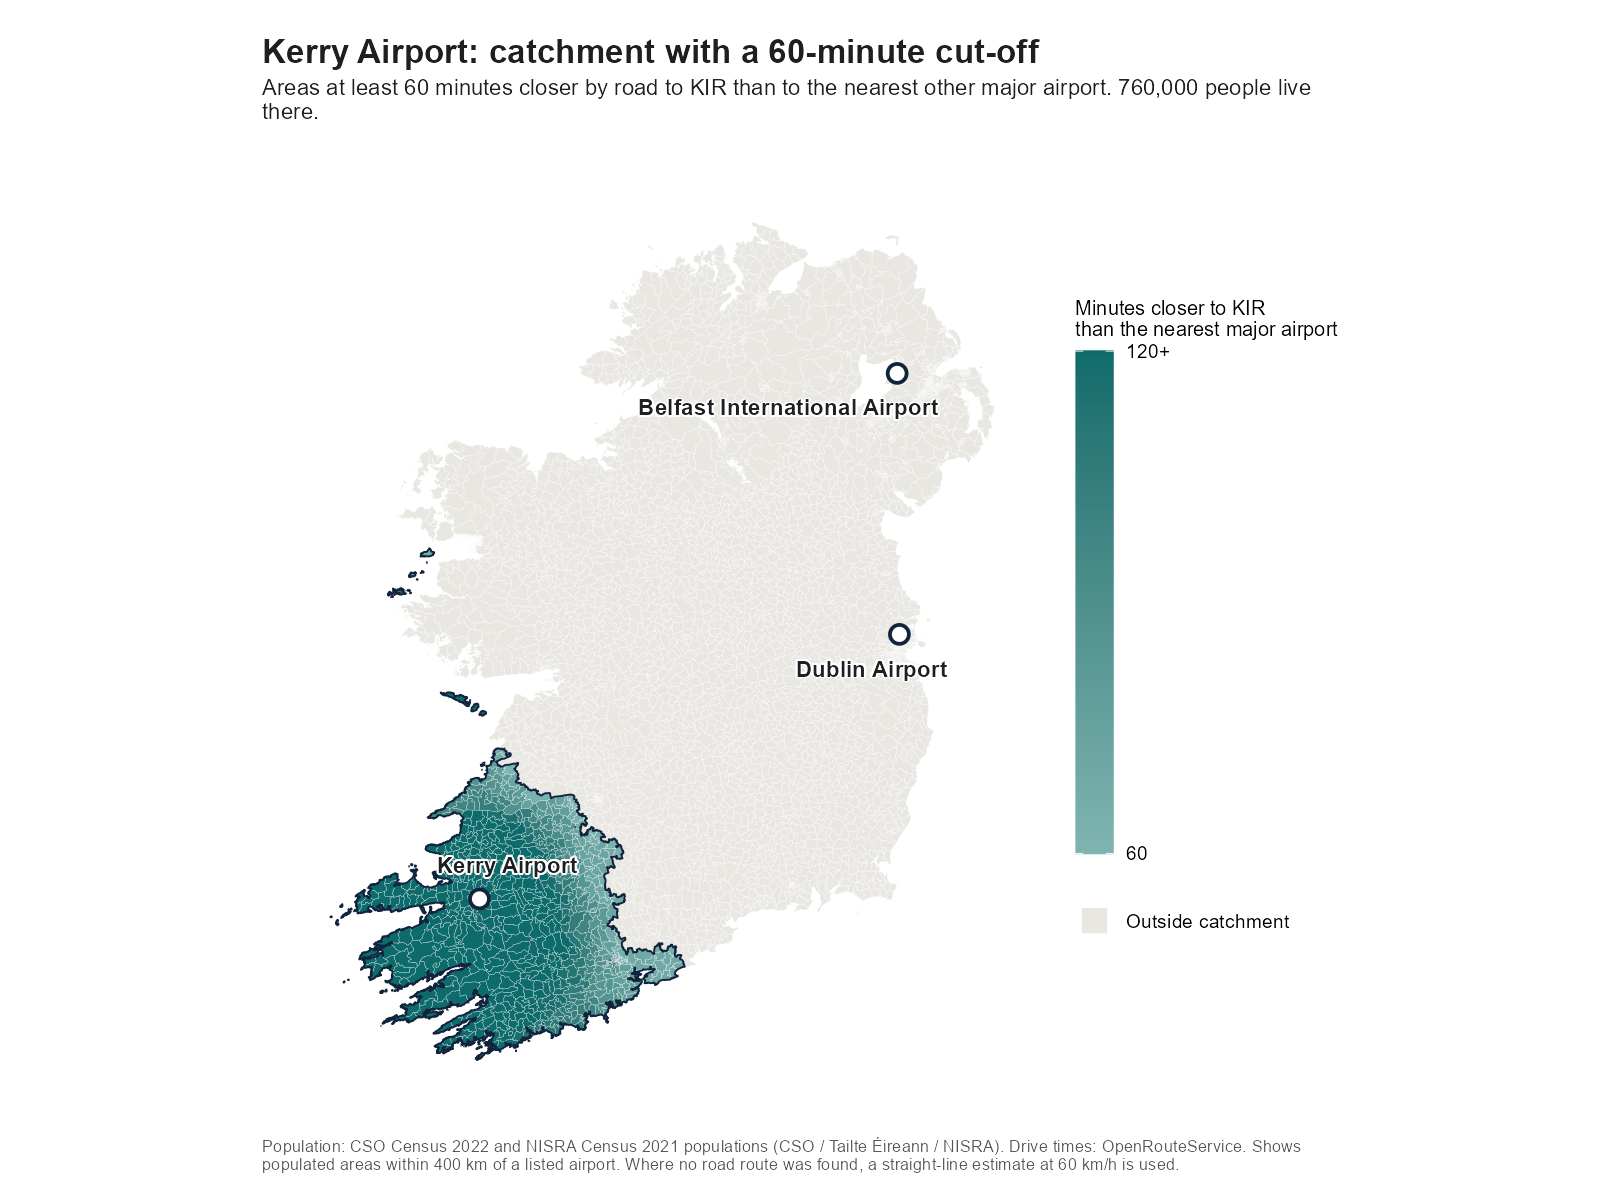 Kerry Airport: catchment with a 60-minute cut-off
Areas at least 60 minutes closer by road to KIR than to the nearest other major airport. 760,000 people live
there.
Minutes closer to KIR
than the nearest major airport
120+
Belfast International Airport
Dublin Airport
60
Kerry Airport
Outside catchment
Population: CSO Census 2022 and NISRA Census 2021 populations (CSO / Tailte Éireann / NISRA). Drive times: OpenRouteService. Shows
populated areas within 400 km of a listed airport. Where no road route was found, a straight-line estimate at 60 km/h is used.